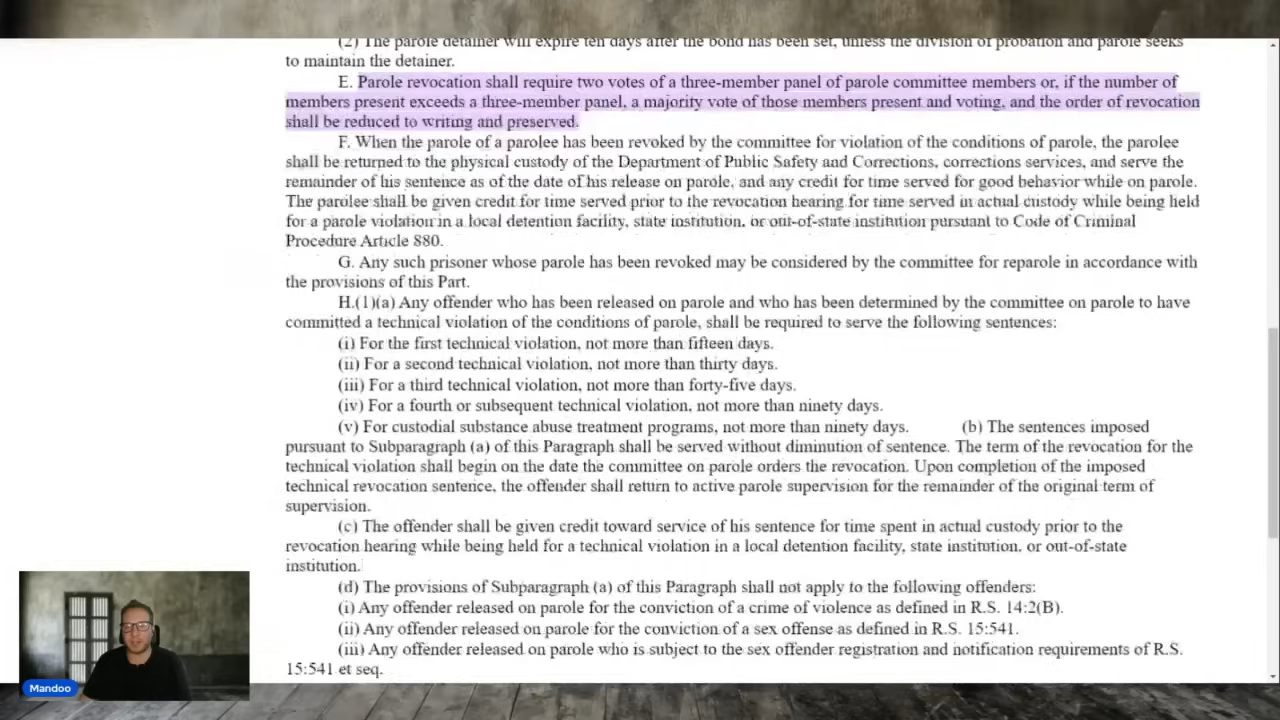 (2) The parole detainer will expire ten days after the bond has been set, unless the division of probation and parole seeks
to maintain the detainer.
E. Parole revocation shall require two votes of a three-member panel of parole committee members or, if the number of
members present exceeds a three-member panel, a majority vote of those members present and voting, and the order of revocation
shall be reduced to writing and preserved.
F. When the parole of a parolee has been revoked by the committee for violation of the conditions of parole, the parolee
shall be returned to the physical custody of the Department of Public Safety and Corrections, corrections services, and serve the
remainder of his sentence as of the date of his release on parole, and any credit for time served for good behavior while on parole.
The parolee shall be given credit for time served prior to the revocation hearing for time served in actual custody while being held
for a parole violation in a local detention facility, state institution, or out-of-state institution pursuant to Code of Criminal
Procedure Article 880.
G. Any such prisoner whose parole has been revoked may be considered by the committee for reparole in accordance with
the provisions of this Part.
H.(1)(a) Any offender who has been released on parole and who has been determined by the committee on parole to have
committed a technical violation of the conditions of parole, shall be required to serve the following sentences:
(i) For the first technical violation, not more than fifteen days.
(ii) For a second technical violation, not more than thirty days.
(iii) For a third technical violation, not more than forty-five days.
(iv) For a fourth or subsequent technical violation, not more than ninety days.
(v) For custodial substance abuse treatment programs, not more than ninety days. (b) The sentences imposed
pursuant to Subparagraph (a) of this Paragraph shall be served without diminution of sentence. The term of the revocation for the
technical violation shall begin on the date the committee on parole orders the revocation. Upon completion of the imposed
technical revocation sentence, the offender shall return to active parole supervision for the remainder of the original term of
supervision.
(c) The offender shall be given credit toward service of his sentence for time spent in actual custody prior to the
revocation hearing while being held for a technical violation in a local detention facility, state institution, or out-of-state
institution.
(d) The provisions of Subparagraph (a) of this Paragraph shall not apply to the following offenders:
(i) Any offender released on parole for the conviction of a crime of violence as defined in R.S. 14:2(B).
(ii) Any offender released on parole for the conviction of a sex offense as defined in R.S. 15:541.
(iii) Any offender released on parole who is subject to the sex offender registration and notification requirements of R.S.
15:541 et seq.
Mandoo